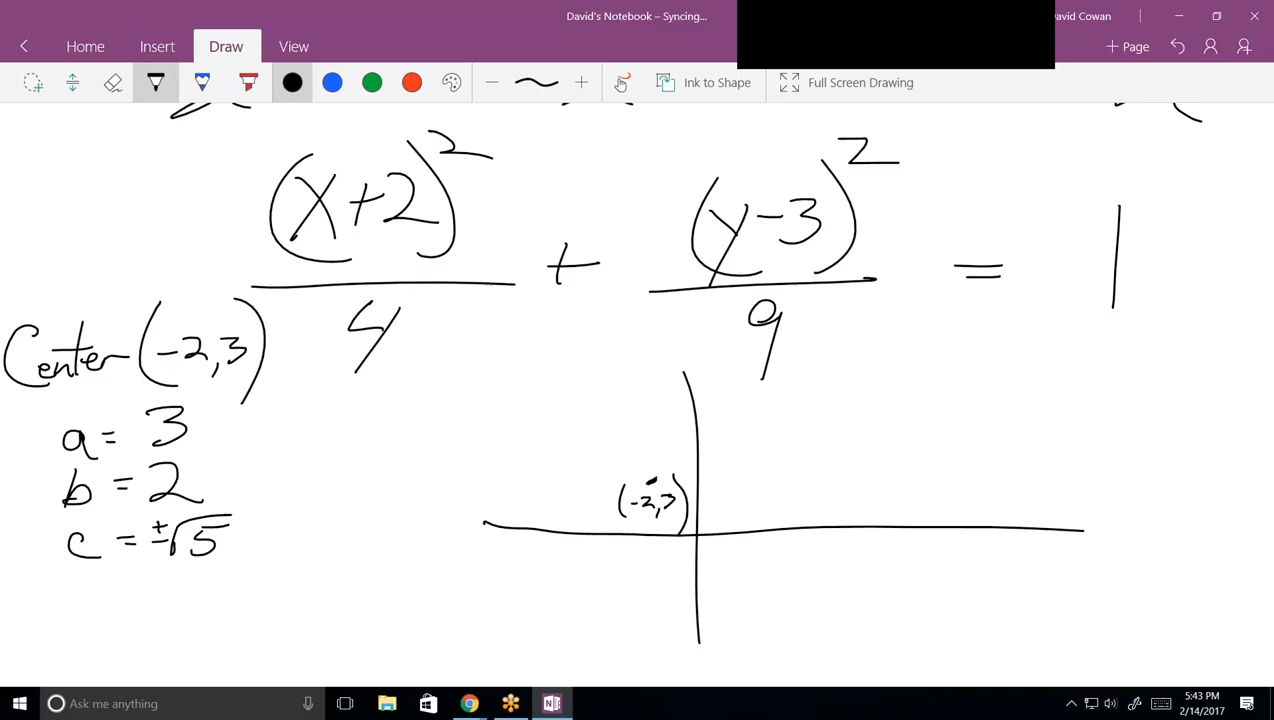 David's Notebook – Syncing...
avid Cowan
Home Insert Draw View
+ Page
Ink to Shape
Full Screen Drawing
(x+2)² / 4 + (y-3)² / 9 = 1
Center (-2,3)
a = 3
b = 2
c = ±√5
(-2,3)
Ask me anything
5:43 PM
2/14/2017